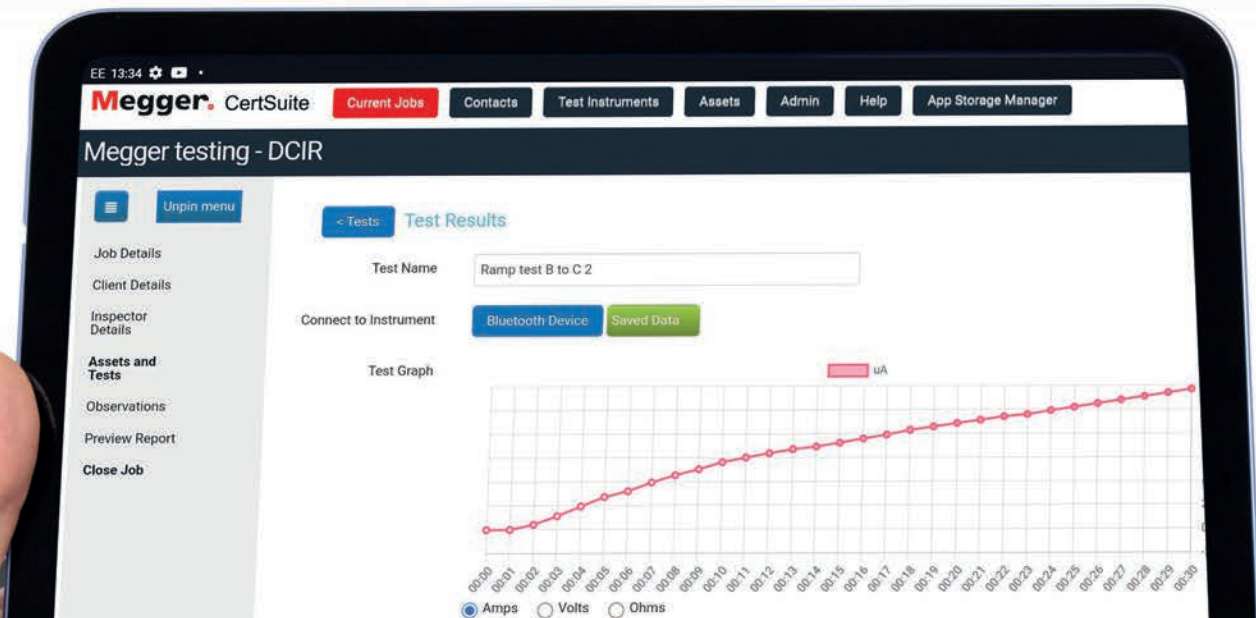 EE 13:34
Megger. CertSuite Current Jobs Contacts Test Instruments Assets Admin Help App Storage Manager
Megger testing - DCIR
Unpin menu
Job Details
Client Details
Inspector
Details
Assets and
Tests
Observations
Preview Report
Close Job
< Tests Test Results
Test Name Ramp test B to C 2
Connect to Instrument Bluetooth Device Saved Data
Test Graph uA
00:00 00:01 00:02 00:03 00:04 00:05 00:06 00:07 00:08 00:09 00:10 00:11 00:12 00:13 00:14 00:15 00:16 00:17 00:18 00:19 00:20 00:21 00:22 00:23 00:24 00:25 00:26 00:27 00:28 00:29 00:30
Amps Volts Ohms